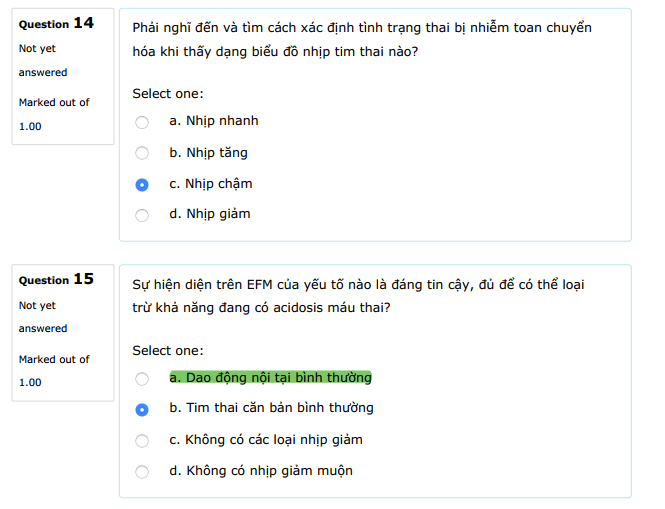 Question 14
Not yet
answered
Marked out of
1.00
Phải nghĩ đến và tìm cách xác định tình trạng thai bị nhiễm toan chuyển
hóa khi thấy dạng biểu đồ nhịp tim thai nào?
Select one:
a. Nhịp nhanh
b. Nhịp tăng
c. Nhịp chậm
d. Nhịp giảm
Question 15
Not yet
answered
Marked out of
1.00
Sự hiện diện trên EFM của yếu tố nào là đáng tin cậy, đủ để có thể loại
trừ khả năng đang có acidosis máu thai?
Select one:
a. Dao động nội tại bình thường
b. Tim thai căn bản bình thường
c. Không có các loại nhịp giảm
d. Không có nhịp giảm muộn